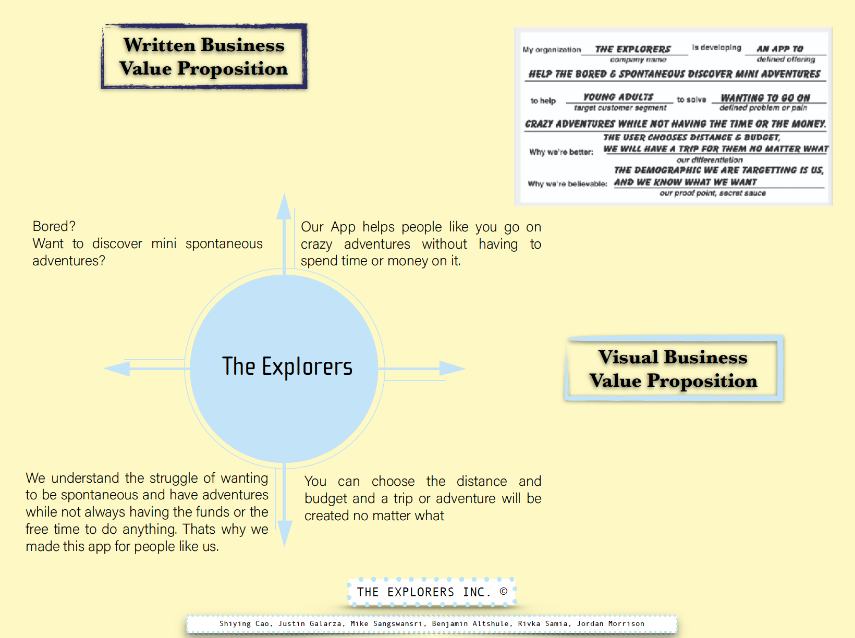 Written Business
Value Proposition
My organization THE EXPLORERS is developing AN APP TO
company name defined offering
HELP THE BORED & SPONTANEOUS DISCOVER MINI ADVENTURES
to help YOUNG ADULTS to solve WANTING TO GO ON
target customer segment defined problem or pain
CRAZY ADVENTURES WHILE NOT HAVING THE TIME OR THE MONEY.
THE USER CHOOSES DISTANCE & BUDGET,
Why we're better: WE WILL HAVE A TRIP FOR THEM NO MATTER WHAT
our differentiation
THE DEMOGRAPHIC WE ARE TARGETTING IS US,
Why we're believable: AND WE KNOW WHAT WE WANT
our proof point, secret sauce
Bored?
Want to discover mini spontaneous
adventures?
Our App helps people like you go on
crazy adventures without having to
spend time or money on it.
The Explorers
Visual Business
Value Proposition
We understand the struggle of wanting
to be spontaneous and have adventures
while not always having the funds or the
free time to do anything. Thats why we
made this app for people like us.
You can choose the distance and
budget and a trip or adventure will be
created no matter what
THE EXPLORERS INC. ©
Shiying Cao, Justin Galarza, Mike Sangswansri, Benjamin Altshule, Rivka Samia, Jordan Morrison